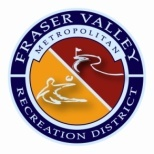 FRASER VALLEY
METROPOLITAN
RECREATION DISTRICT